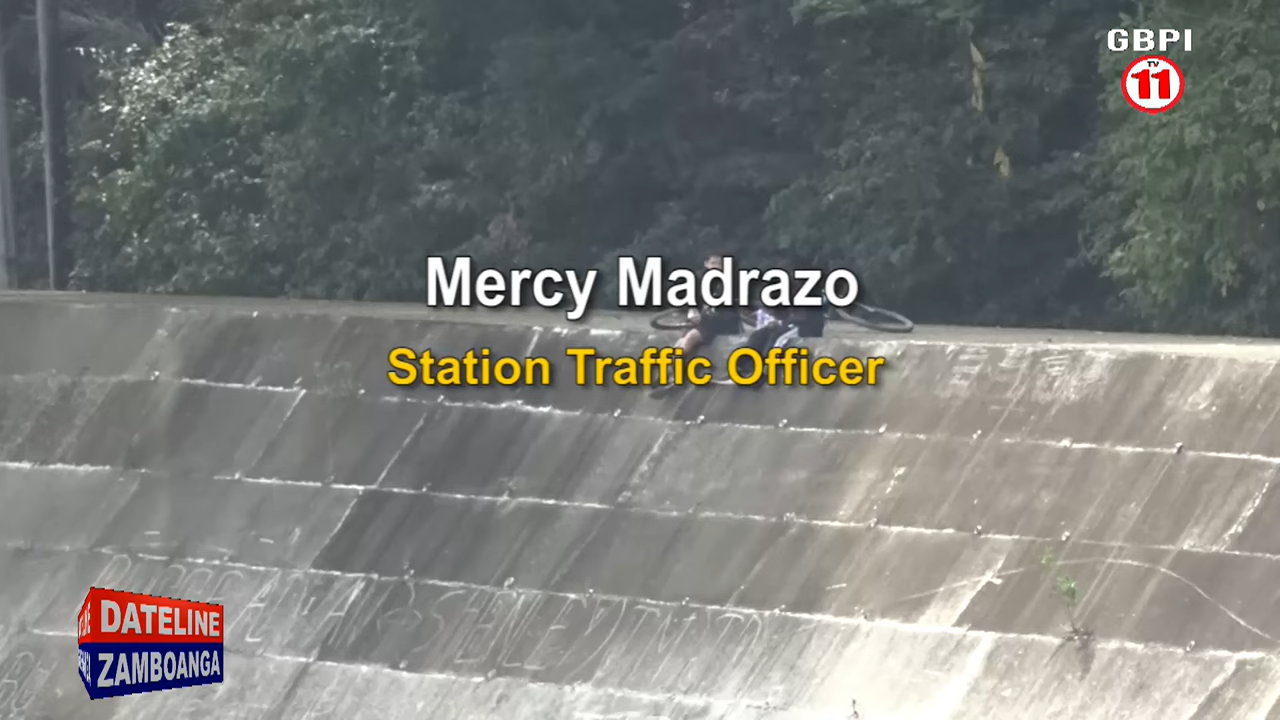 GBPI
TV
11
Mercy Madrazo
Station Traffic Officer
DATELINE
ZAMBOANGA